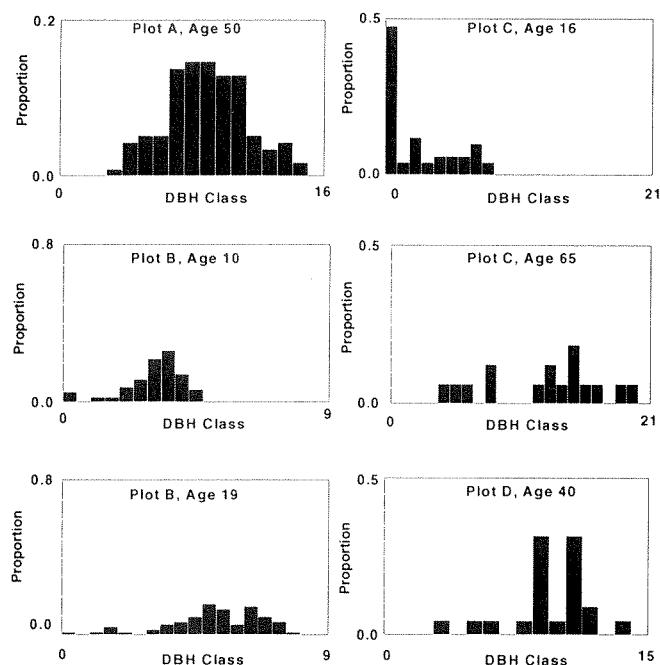 Plot A, Age 50
0.2
Proportion
0.0
0
DBH Class
16
Plot C, Age 16
0.5
Proportion
0.0
0
DBH Class
21
Plot B, Age 10
0.8
Proportion
0.0
0
DBH Class
9
Plot C, Age 65
0.5
Proportion
0.0
0
DBH Class
21
Plot B, Age 19
0.8
Proportion
0.0
0
DBH Class
9
Plot D, Age 40
0.5
Proportion
0.0
0
DBH Class
15